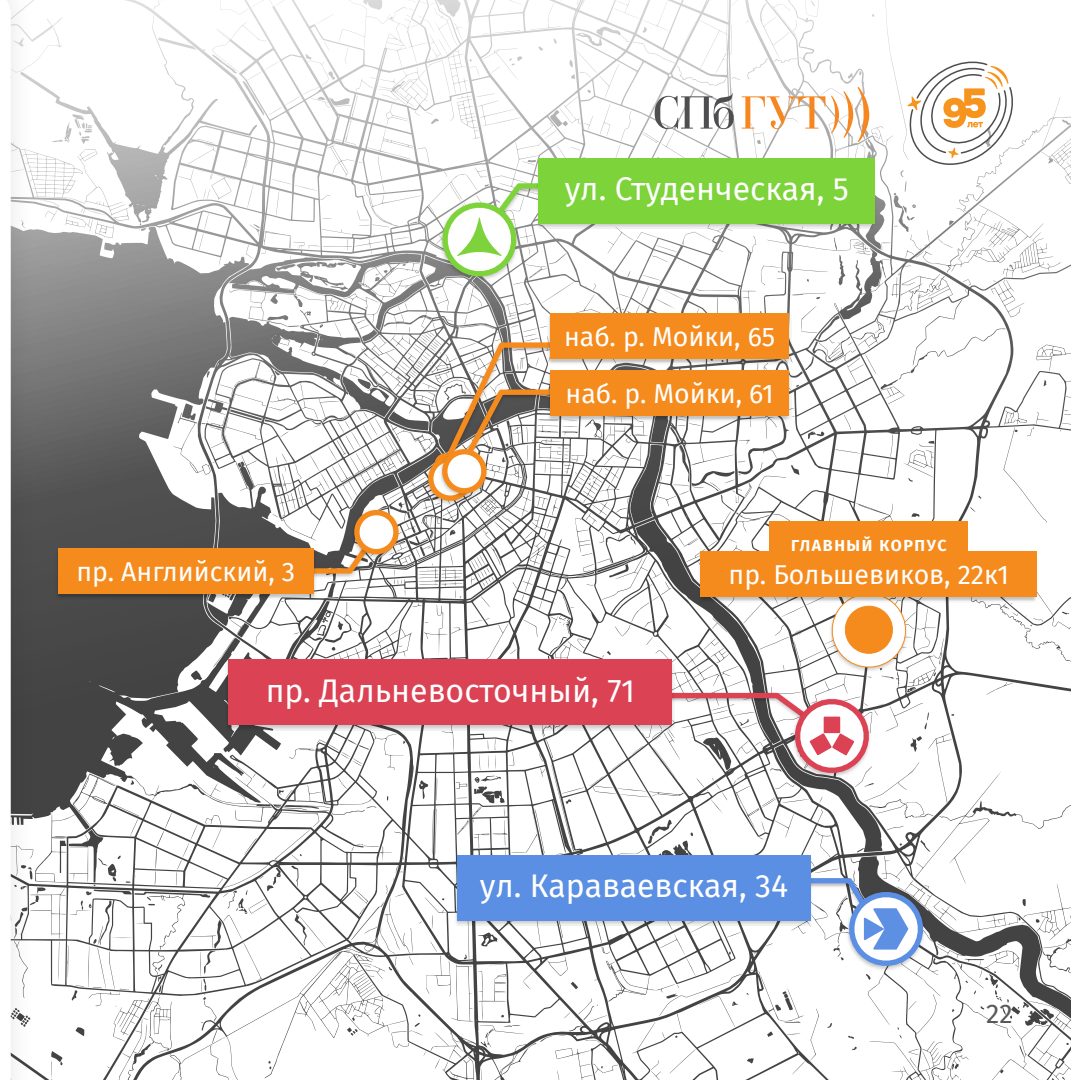 СПбГУТ)))
95
лет
ул. Студенческая, 5
наб. р. Мойки, 65
наб. р. Мойки, 61
ГЛАВНЫЙ КОРПУС
пр. Большевиков, 22к1
пр. Английский, 3
пр. Дальневосточный, 71
ул. Караваевская, 34
22